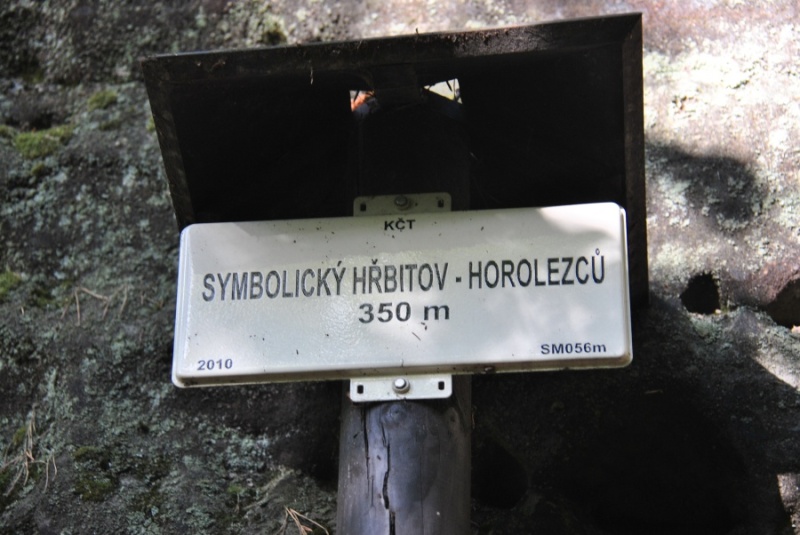 KČT
SYMBOLICKÝ HŘBITOV - HOROLEZCŮ
350 m
2010
SM056m